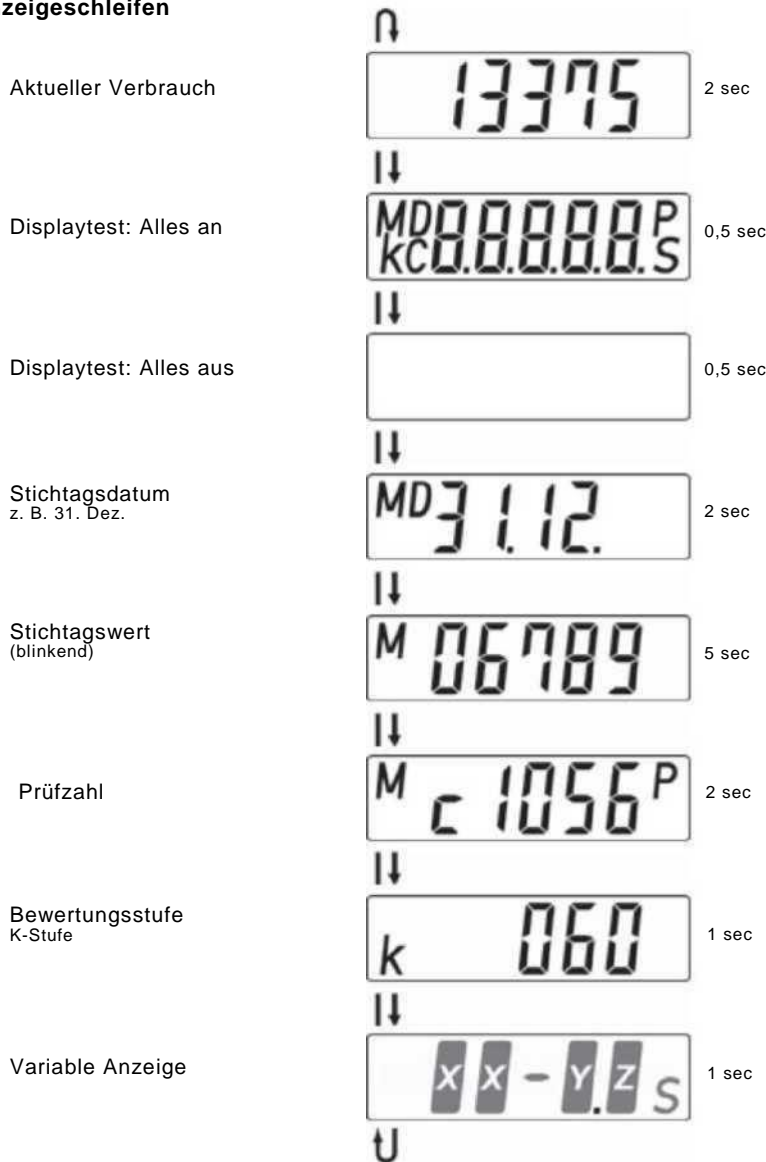 zeigeschleifen
Aktueller Verbrauch
13375
2 sec
Displaytest: Alles an
MD 8.8.8.8.8. P
kC S
0,5 sec
Displaytest: Alles aus
0,5 sec
Stichtagsdatum
z. B. 31. Dez.
MD 31.12.
2 sec
Stichtagswert
(blinkend)
M 06789
5 sec
Prüfzahl
M c 1056 P
2 sec
Bewertungsstufe
K-Stufe
k 060
1 sec
Variable Anzeige
XX-Y.Z S
1 sec